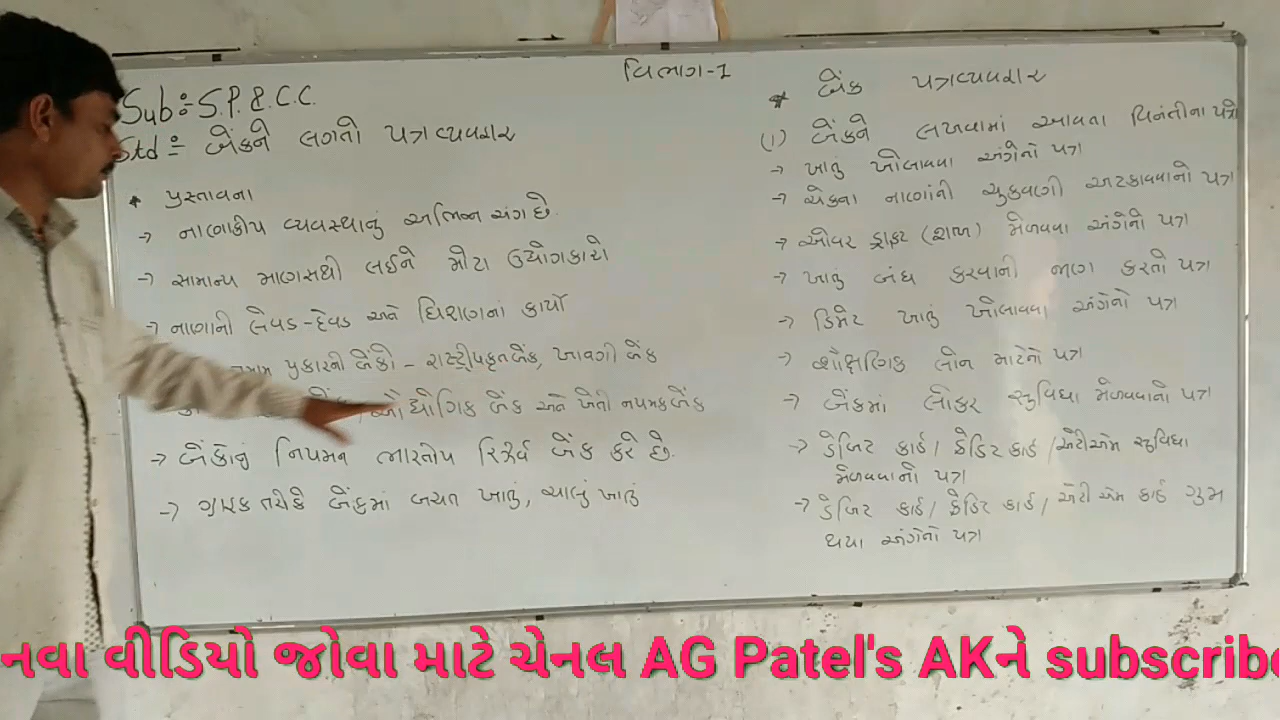 વિભાગ-1
Sub:- S.P.&.C.C.
Std :- બેંકને લગતો પત્રવ્યવહાર
* પ્રસ્તાવના
→ નાણાકીય વ્યવસ્થાનું અભિન્ન અંગ છે.
→ સામાન્ય માણસથી લઈને મોટા ઉદ્યોગકારો
→ નાણાની લેવડ-દેવડ અને ધિરાણનાં કાર્યો
પ્રકારની બેંકો - રાષ્ટ્રીયકૃત બેંક, ખાનગી બેંક
ઔદ્યોગિક બેંક અને ખેતી નિયામક બેંક
→ બેંકોનું નિયમન ભારતીય રિઝર્વ બેંક કરે છે.
→ ગ્રાહક તરીકે બેંકમાં બચત ખાતું, ચાલું ખાતું
* બેંક પત્રવ્યવહાર
(1) બેંકને લખવામાં આવતા વિનંતીના પત્રો
→ ખાતું ખોલાવવા અંગેનો પત્ર
→ ચેકના નાણાંની ચુકવણી અટકાવવાનો પત્ર
→ ઓવર ડ્રાફ્ટ (શાખ) મેળવવા અંગેનો પત્ર
→ ખાતું બંધ કરવાની જાણ કરતો પત્ર
→ ડિમેટ ખાતું ખોલાવવા અંગેનો પત્ર
→ શૈક્ષણિક લોન માટેનો પત્ર
→ બેંકમાં લોકર સુવિધા મેળવવાનો પત્ર
→ ડેબિટ કાર્ડ / ક્રેડિટ કાર્ડ / એટીએમ સુવિધા
મેળવવાનો પત્ર
→ ડેબિટ કાર્ડ / ક્રેડિટ કાર્ડ / એટીએમ કાર્ડ ગુમ
થયા અંગેનો પત્ર
નવા વીડિયો જોવા માટે ચેનલ AG Patel's AKને subscribe